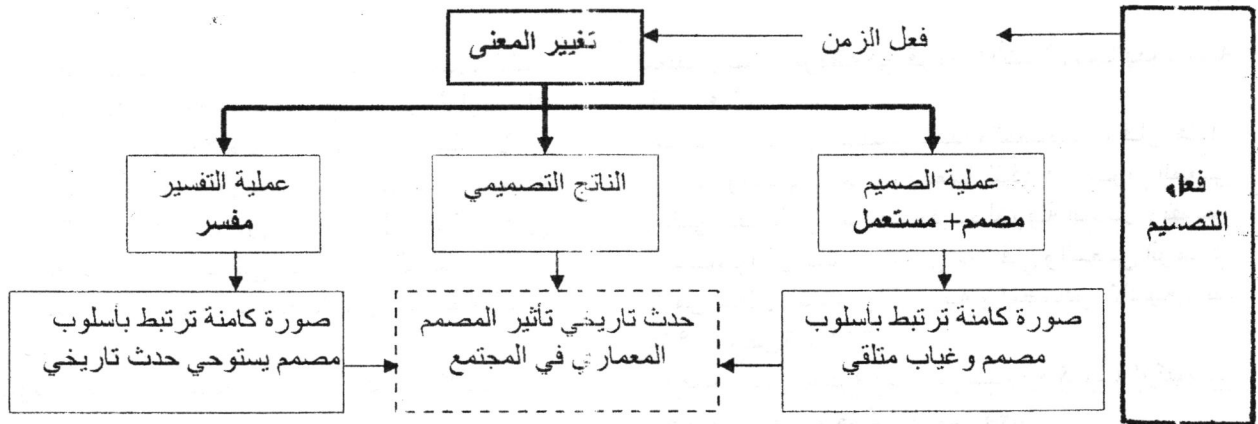 فعل
التصميم
فعل الزمن
تغيير المعنى
عملية الصميم
مصمم+ مستعمل
الناتج التصميمي
عملية التفسير
مفسر
صورة كامنة ترتبط بأسلوب
مصمم وغياب متلقي
حدث تاريخي تأثير المصمم
المعماري في المجتمع
صورة كامنة ترتبط بأسلوب
مصمم يستوحي حدث تاريخي